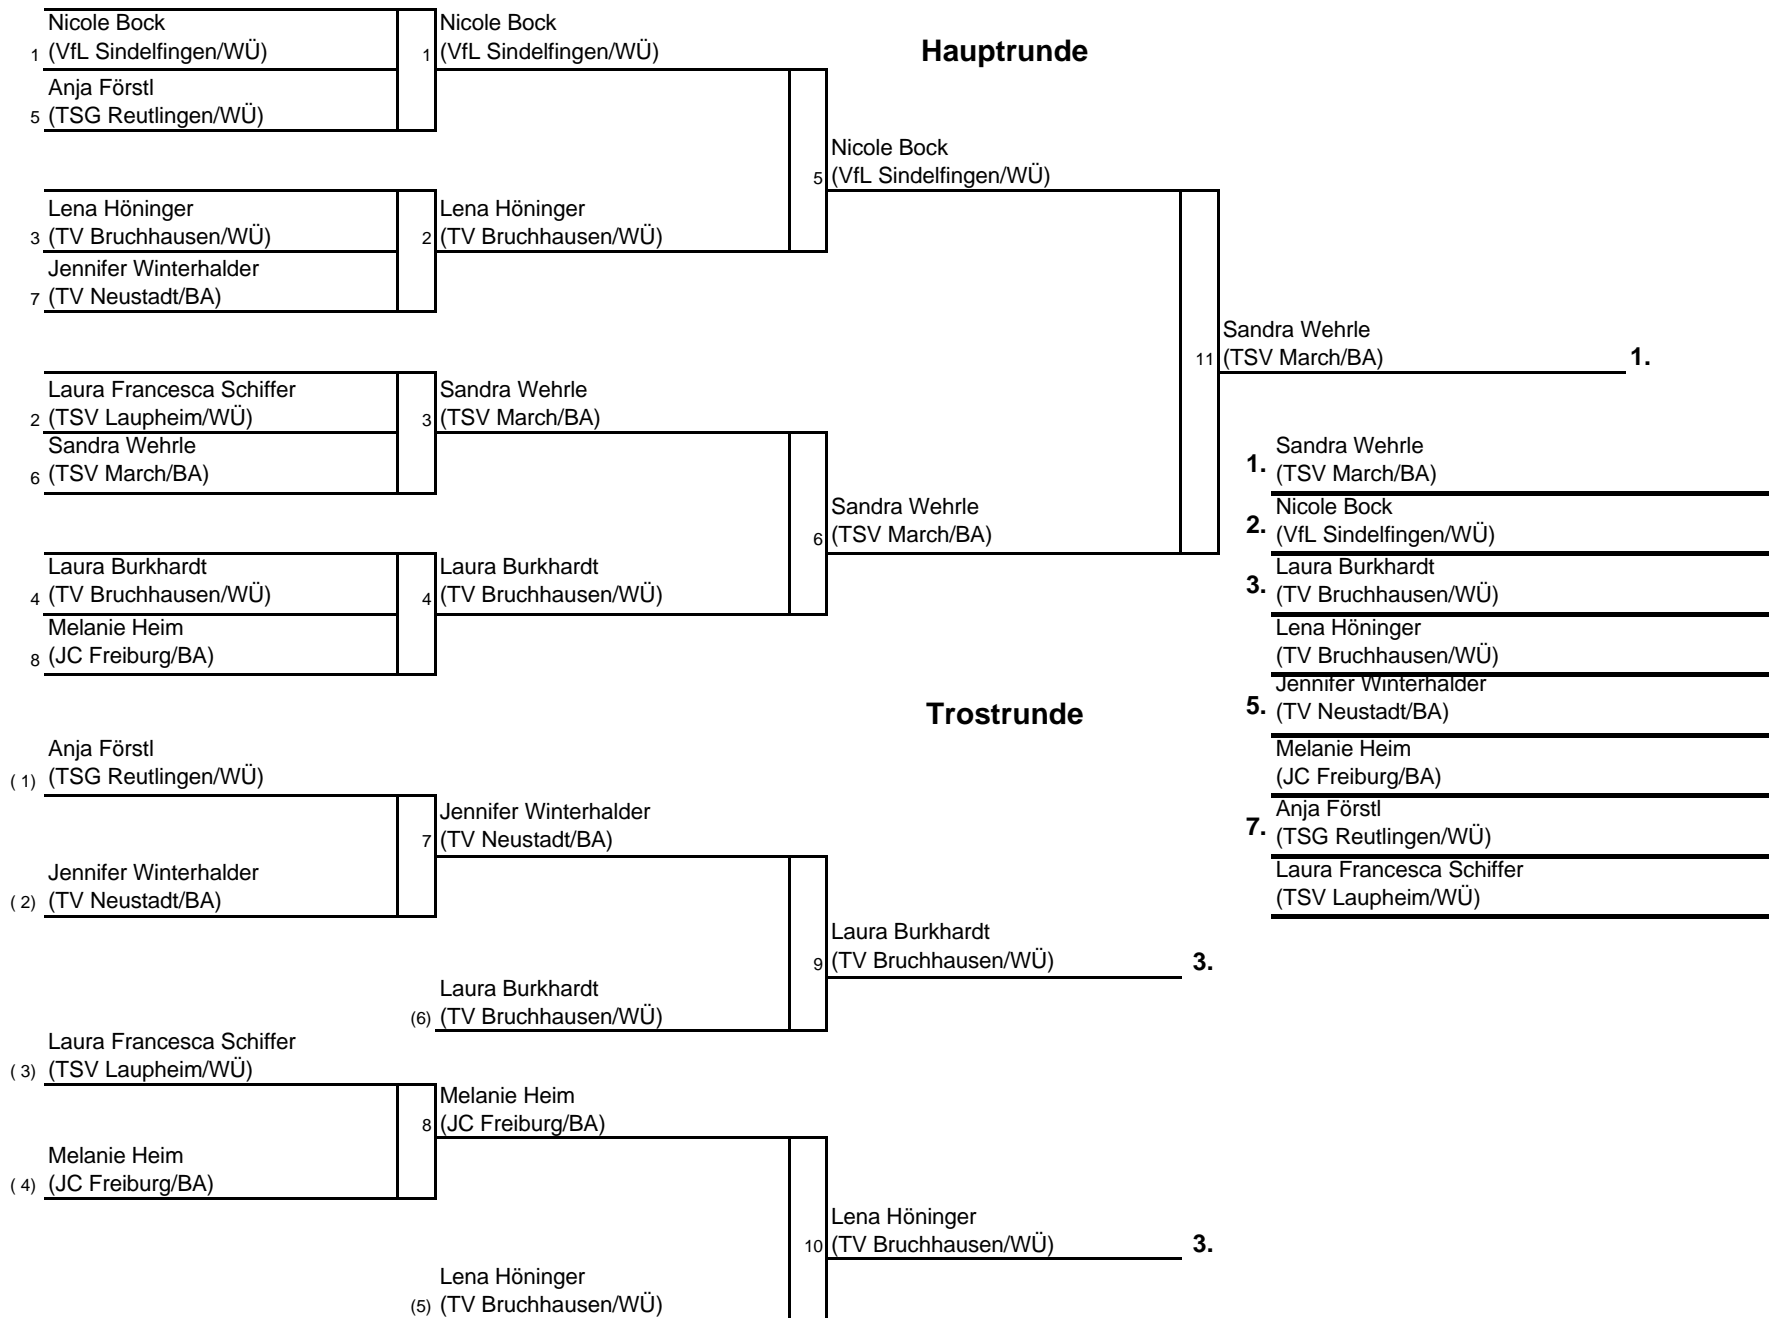 Nicole Bock
1 (VfL Sindelfingen/WÜ)
Anja Förstl
5 (TSG Reutlingen/WÜ)
Nicole Bock
1 (VfL Sindelfingen/WÜ)
Hauptrunde
Nicole Bock
5 (VfL Sindelfingen/WÜ)
Lena Höninger
3 (TV Bruchhausen/WÜ)
Jennifer Winterhalder
7 (TV Neustadt/BA)
Lena Höninger
2 (TV Bruchhausen/WÜ)
Sandra Wehrle
11 (TSV March/BA) 1.
Laura Francesca Schiffer
2 (TSV Laupheim/WÜ)
Sandra Wehrle
6 (TSV March/BA)
Sandra Wehrle
3 (TSV March/BA)
Sandra Wehrle
6 (TSV March/BA)
Laura Burkhardt
4 (TV Bruchhausen/WÜ)
Melanie Heim
8 (JC Freiburg/BA)
Laura Burkhardt
4 (TV Bruchhausen/WÜ)
Sandra Wehrle
1. (TSV March/BA)
Nicole Bock
2. (VfL Sindelfingen/WÜ)
Laura Burkhardt
3. (TV Bruchhausen/WÜ)
Lena Höninger
(TV Bruchhausen/WÜ)
Jennifer Winterhalder
5. (TV Neustadt/BA)
Melanie Heim
(JC Freiburg/BA)
Anja Förstl
7. (TSG Reutlingen/WÜ)
Laura Francesca Schiffer
(TSV Laupheim/WÜ)
Trostrunde
Anja Förstl
( 1) (TSG Reutlingen/WÜ)
Jennifer Winterhalder
( 2) (TV Neustadt/BA)
Jennifer Winterhalder
7 (TV Neustadt/BA)
Laura Burkhardt
(6) (TV Bruchhausen/WÜ)
Laura Burkhardt
9 (TV Bruchhausen/WÜ) 3.
Laura Francesca Schiffer
( 3) (TSV Laupheim/WÜ)
Melanie Heim
( 4) (JC Freiburg/BA)
Melanie Heim
8 (JC Freiburg/BA)
Lena Höninger
(5) (TV Bruchhausen/WÜ)
Lena Höninger
10 (TV Bruchhausen/WÜ) 3.